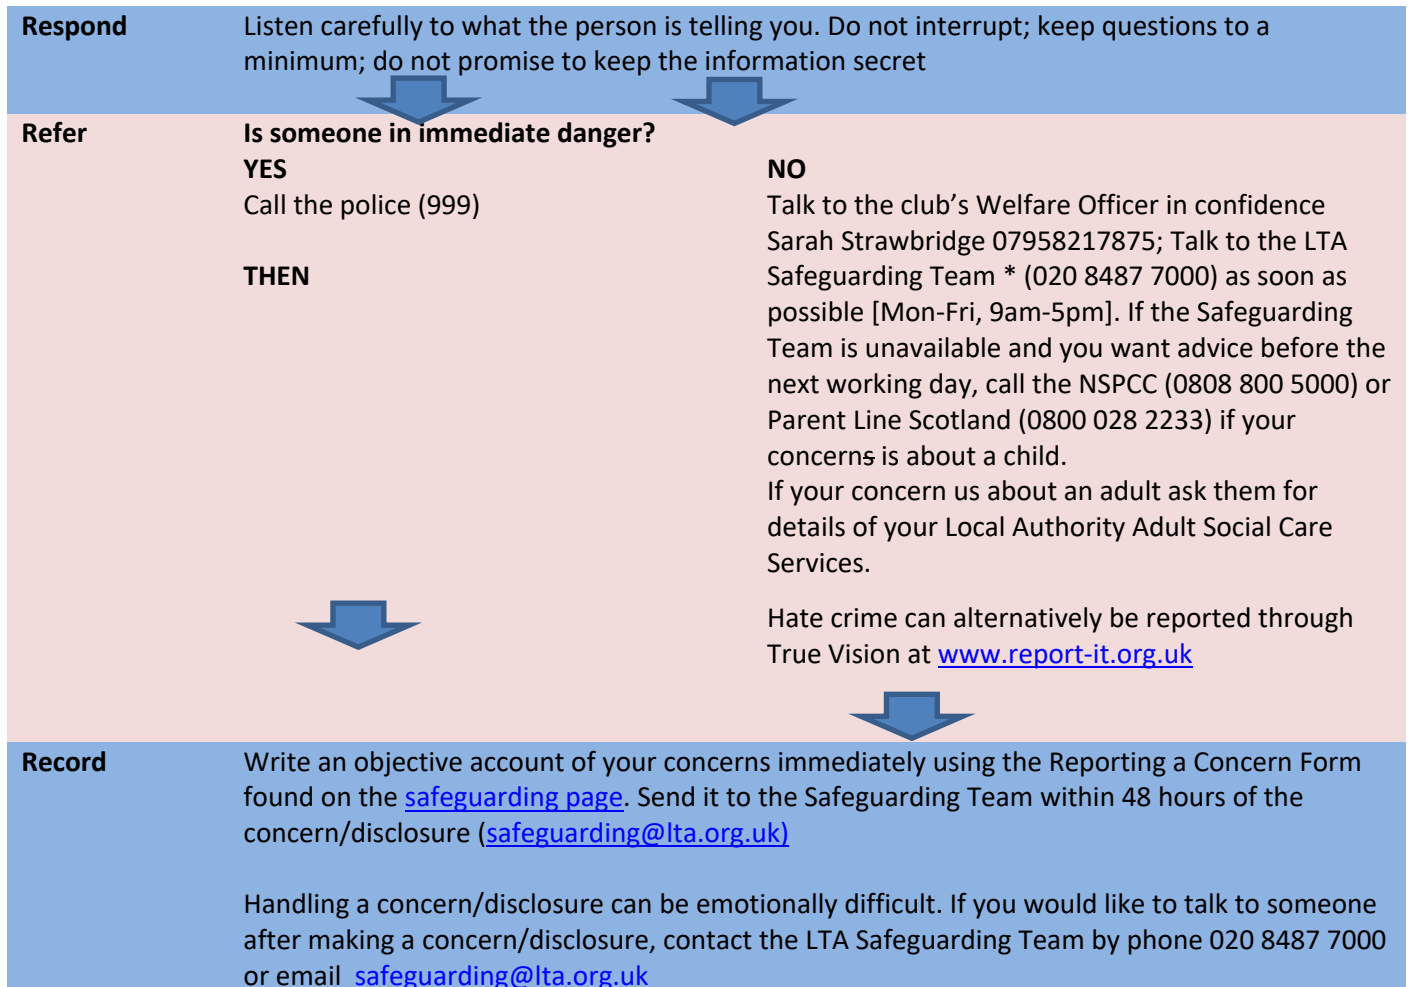 Respond
Listen carefully to what the person is telling you. Do not interrupt; keep questions to a
minimum; do not promise to keep the information secret
Refer
Is someone in immediate danger?
YES
Call the police (999)
THEN
NO
Talk to the club’s Welfare Officer in confidence
Sarah Strawbridge 07958217875; Talk to the LTA
Safeguarding Team * (020 8487 7000) as soon as
possible [Mon-Fri, 9am-5pm]. If the Safeguarding
Team is unavailable and you want advice before the
next working day, call the NSPCC (0808 800 5000) or
Parent Line Scotland (0800 028 2233) if your
concerns is about a child.
If your concern us about an adult ask them for
details of your Local Authority Adult Social Care
Services.
Hate crime can alternatively be reported through
True Vision at www.report-it.org.uk
Record
Write an objective account of your concerns immediately using the Reporting a Concern Form
found on the safeguarding page. Send it to the Safeguarding Team within 48 hours of the
concern/disclosure (safeguarding@lta.org.uk)
Handling a concern/disclosure can be emotionally difficult. If you would like to talk to someone
after making a concern/disclosure, contact the LTA Safeguarding Team by phone 020 8487 7000
or email safeguarding@lta.org.uk